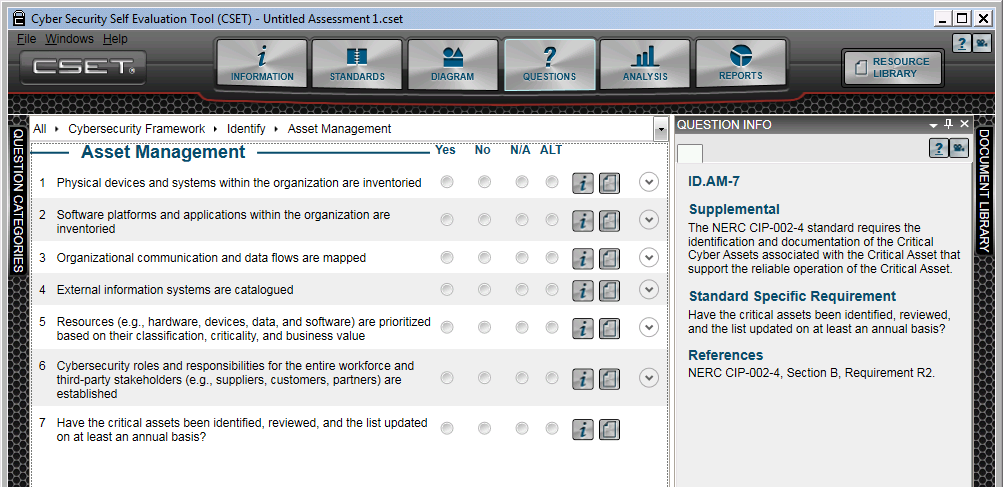 Cyber Security Self Evaluation Tool (CSET) - Untitled Assessment 1.cset
File Windows Help
CSET
INFORMATION
STANDARDS
DIAGRAM
QUESTIONS
ANALYSIS
REPORTS
RESOURCE
LIBRARY
QUESTION CATEGORIES
All Cybersecurity Framework Identify Asset Management
Asset Management Yes No N/A ALT
1 Physical devices and systems within the organization are inventoried
2 Software platforms and applications within the organization are
inventoried
3 Organizational communication and data flows are mapped
4 External information systems are catalogued
5 Resources (e.g., hardware, devices, data, and software) are prioritized
based on their classification, criticality, and business value
6 Cybersecurity roles and responsibilities for the entire workforce and
third-party stakeholders (e.g., suppliers, customers, partners) are
established
7 Have the critical assets been identified, reviewed, and the list updated
on at least an annual basis?
QUESTION INFO
ID.AM-7
Supplemental
The NERC CIP-002-4 standard requires the
identification and documentation of the Critical
Cyber Assets associated with the Critical Asset that
support the reliable operation of the Critical Asset.
Standard Specific Requirement
Have the critical assets been identified, reviewed,
and the list updated on at least an annual basis?
References
NERC CIP-002-4, Section B, Requirement R2.
DOCUMENT LIBRARY